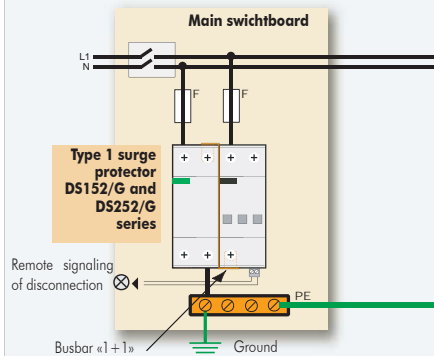 Main swichtboard
L1
N
F
F
Type 1 surge
protector
DS152/G and
DS252/G
series
Remote signaling
of disconnection
PE
Busbar «1+1»
Ground